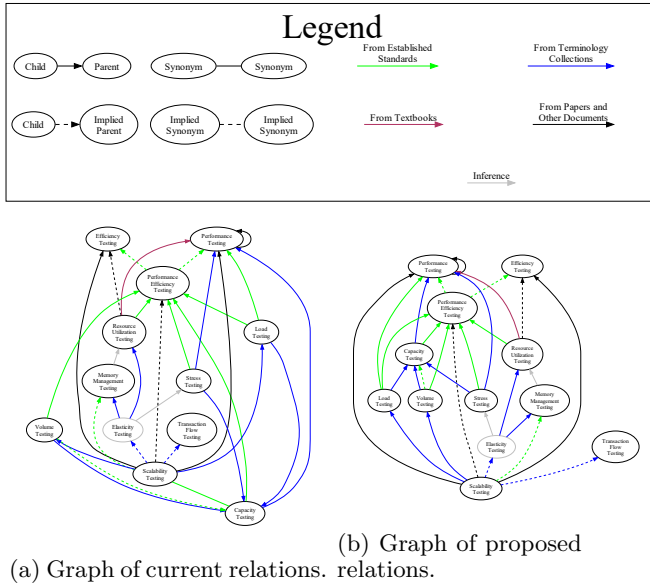 Legend
Child
Parent
Synonym
Synonym
From Established
Standards
From Terminology
Collections
Child
Implied
Parent
Implied
Synonym
Implied
Synonym
From Textbooks
From Papers and
Other Documents
Inference
Efficiency
Testing
Performance
Testing
Performance
Efficiency
Testing
Resource
Utilization
Testing
Load
Testing
Memory
Management
Testing
Stress
Testing
Volume
Testing
Elasticity
Testing
Transaction
Flow
Testing
Scalability
Testing
Capacity
Testing
(a) Graph of current relations.
Performance
Testing
Efficiency
Testing
Performance
Efficiency
Testing
Capacity
Testing
Resource
Utilization
Testing
Load
Testing
Volume
Testing
Stress
Testing
Memory
Management
Testing
Elasticity
Testing
Transaction
Flow
Testing
Scalability
Testing
(b) Graph of proposed
relations.